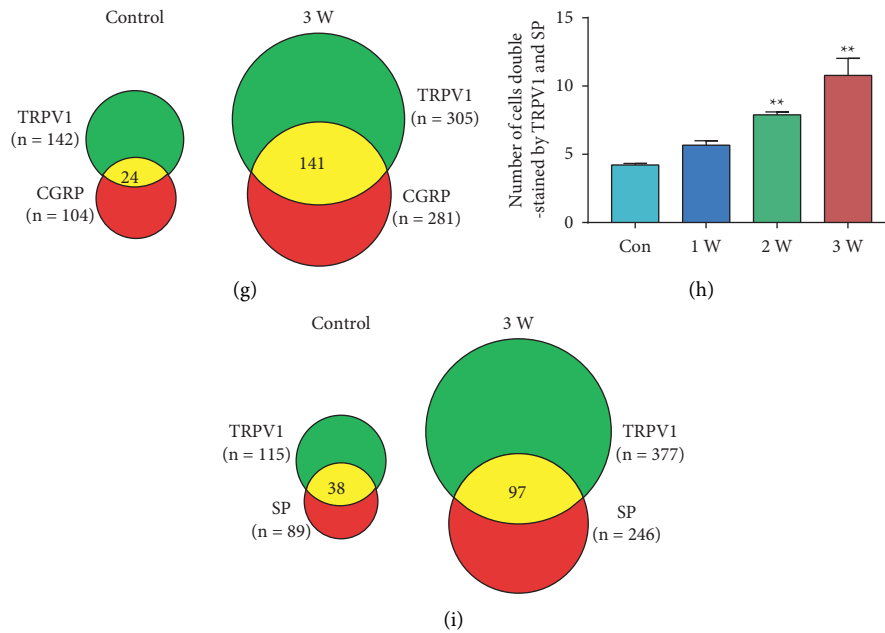 Control
3 W
TRPV1
(n = 142)
24
CGRP
(n = 104)
TRPV1
(n = 305)
141
CGRP
(n = 281)
(g)
Number of cells double
-stained by TRPV1 and SP
15
10
5
0
**
**
Con
1 W
2 W
3 W
(h)
Control
3 W
TRPV1
(n = 115)
38
SP
(n = 89)
TRPV1
(n = 377)
97
SP
(n = 246)
(i)